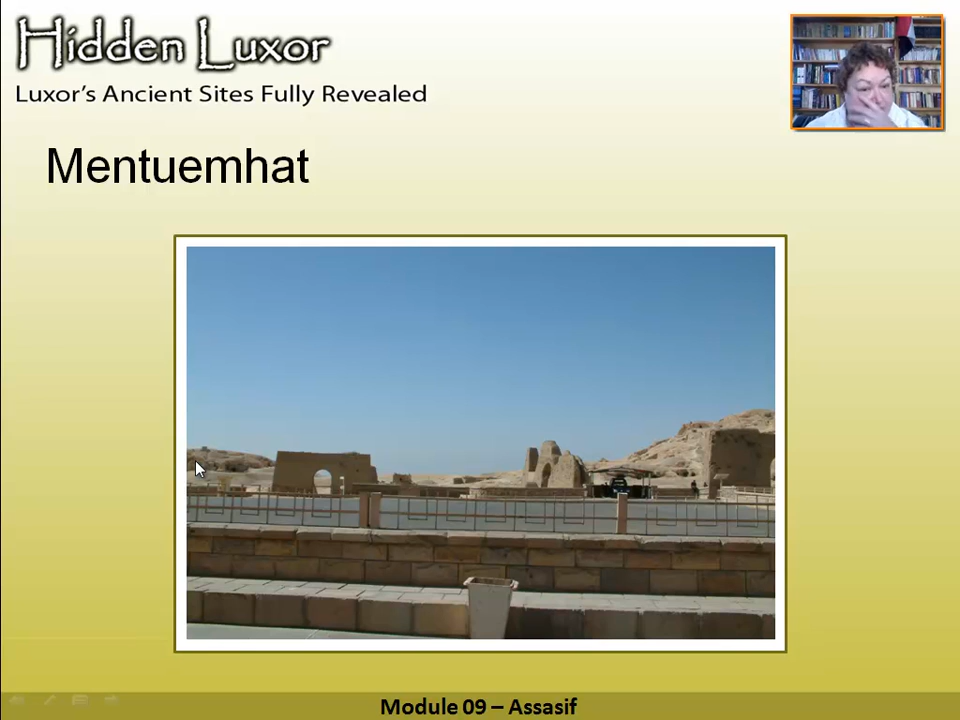 Hidden Luxor
Luxor's Ancient Sites Fully Revealed
Mentuemhat
Module 09 – Assasif